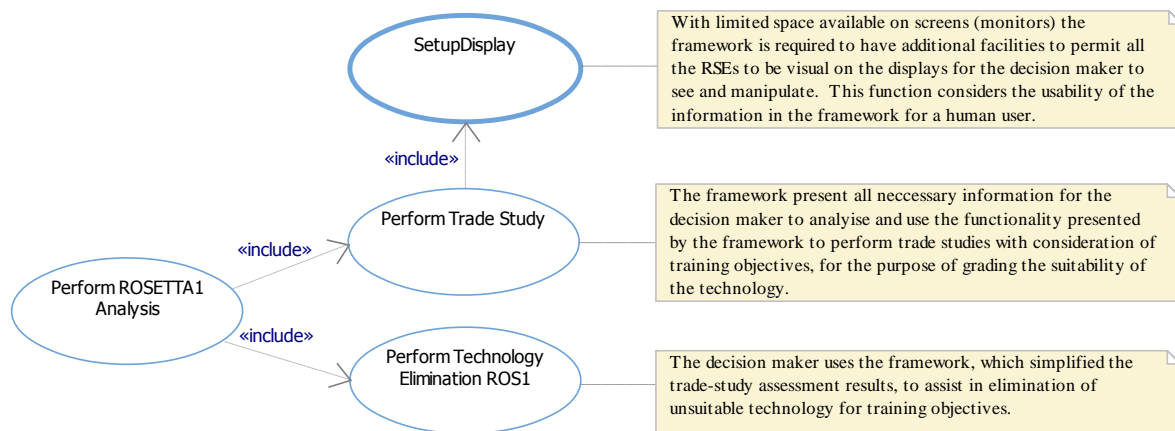 SetupDisplay
With limited space available on screens (monitors) the
framework is required to have additional facilities to permit all
the RSEs to be visual on the displays for the decision maker to
see and manipulate.  This function considers the usability of the
information in the framework for a human user.
«include»
Perform Trade Study
The framework present all neccessary information for the
decision maker to analyse and use the functionality presented
by the framework to perform trade studies with consideration of
training objectives, for the purpose of grading the suitability of
the technology.
«include»
Perform ROSETTA1
Analysis
«include»
Perform Technology
Elimination ROS1
The decision maker uses the framework, which simplified the
trade-study assessment results, to assist in elimination of
unsuitable technology for training objectives.